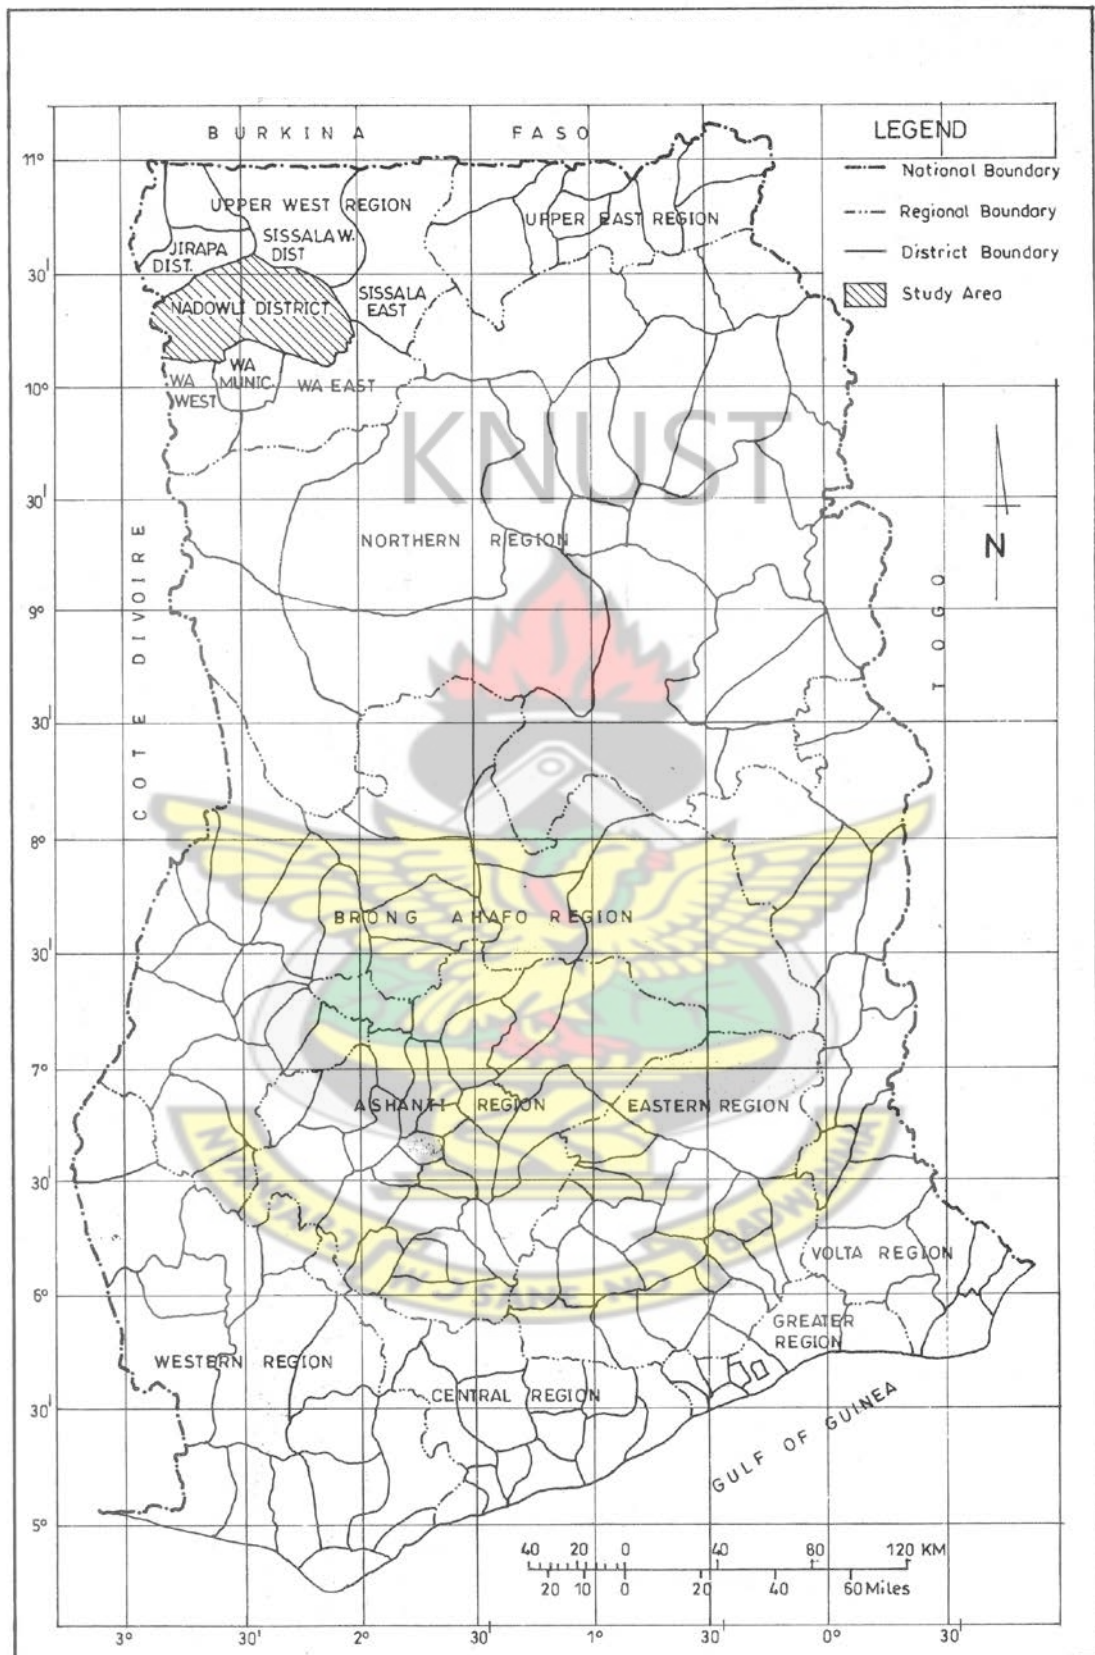 BURKINA FASO
LEGEND
National Boundary
Regional Boundary
District Boundary
Study Area
11°
UPPER WEST REGION
UPPER EAST REGION
JIRAPA
DIST.
SISSALA W.
DIST
30'
NADOWLI DISTRICT
SISSALA
EAST
WA
WEST
WA
MUNIC.
WA EAST
10°
KNUST
30'
NORTHERN REGION
N
COTE DIVOIRE
TOGO
9°
30'
8°
BRONG AHAFO REGION
30'
7°
ASHANTI REGION
EASTERN REGION
30'
VOLTA REGION
6°
SANE NO
BADWENMA
GREATER
REGION
WESTERN REGION
CENTRAL REGION
30'
GULF OF GUINEA
5°
40 20 0 40 80 120 KM
20 10 0 20 40 60 Miles
3° 30' 2° 30' 1° 30' 0° 30'